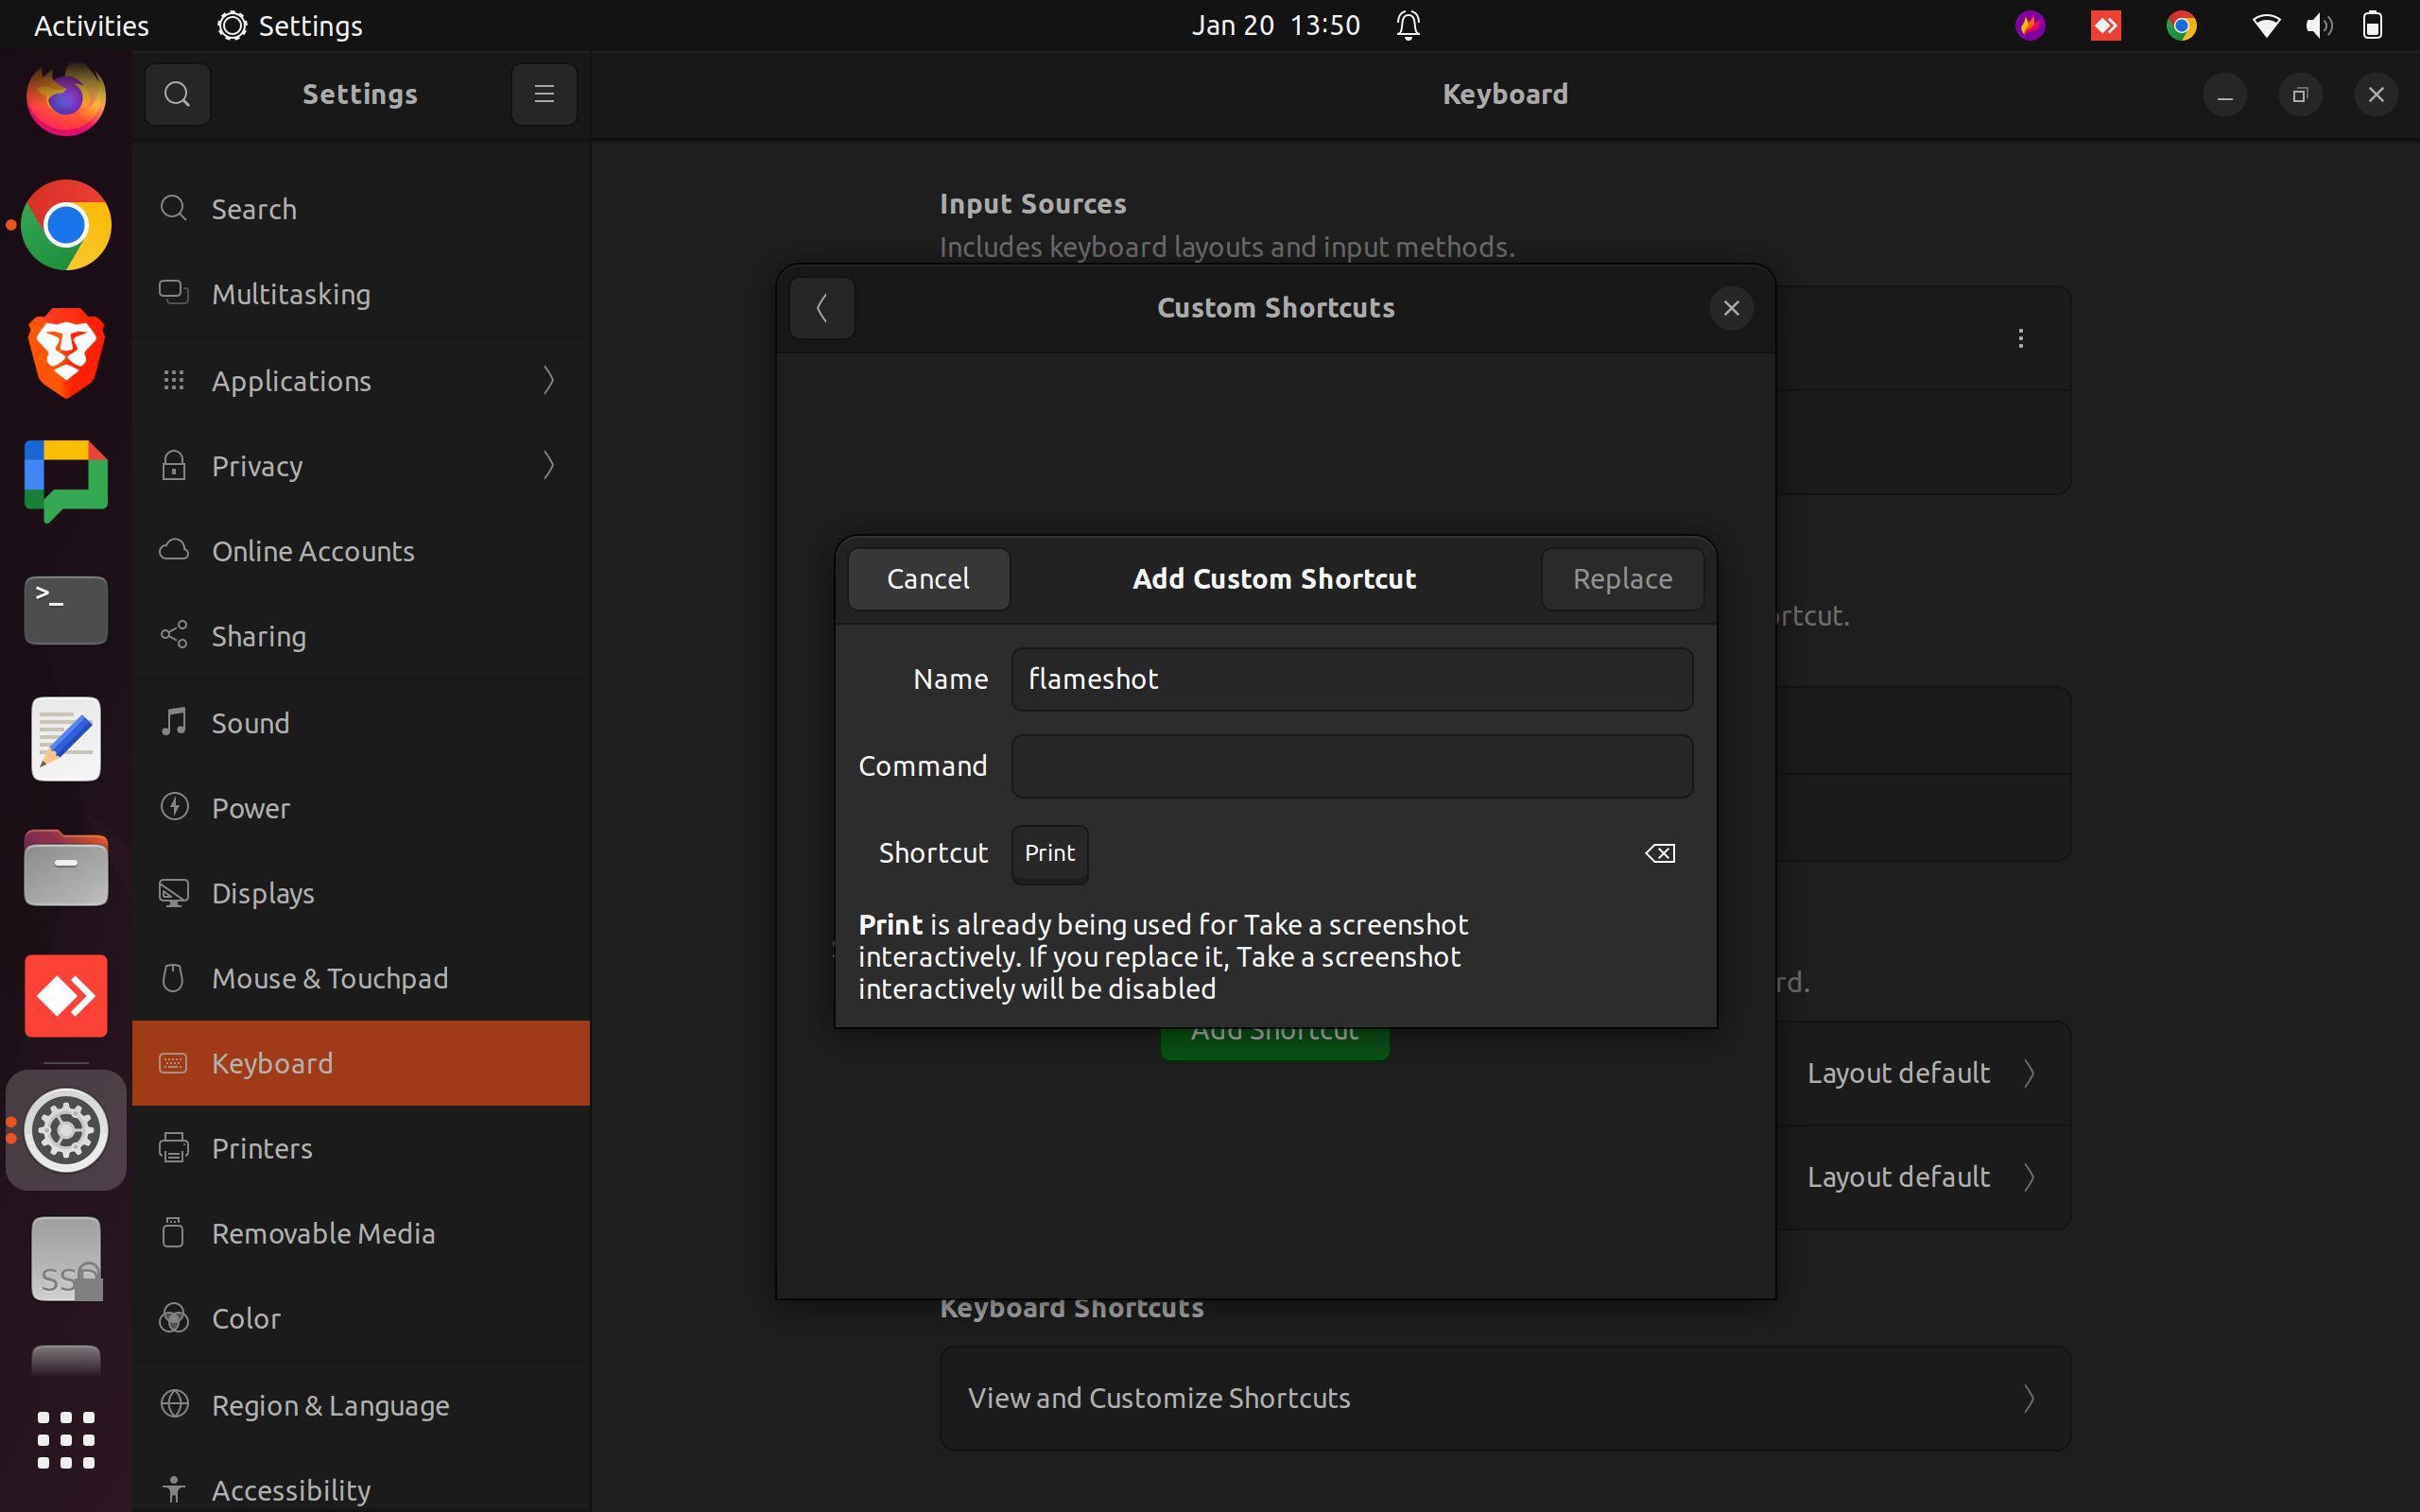 Activities
Settings
Jan 20 13:50
Settings
Keyboard
Search
Multitasking
Applications
Privacy
Online Accounts
Sharing
Sound
Power
Displays
Mouse & Touchpad
Keyboard
Printers
Removable Media
Color
Region & Language
Accessibility
>_
SSD
Input Sources
Includes keyboard layouts and input methods.
Custom Shortcuts
Cancel
Add Custom Shortcut
Replace
Name
flameshot
Command
Shortcut
Print
Print is already being used for Take a screenshot
interactively. If you replace it, Take a screenshot
interactively will be disabled
Add Shortcut
ortcut.
rd.
Layout default
Layout default
Keyboard Shortcuts
View and Customize Shortcuts